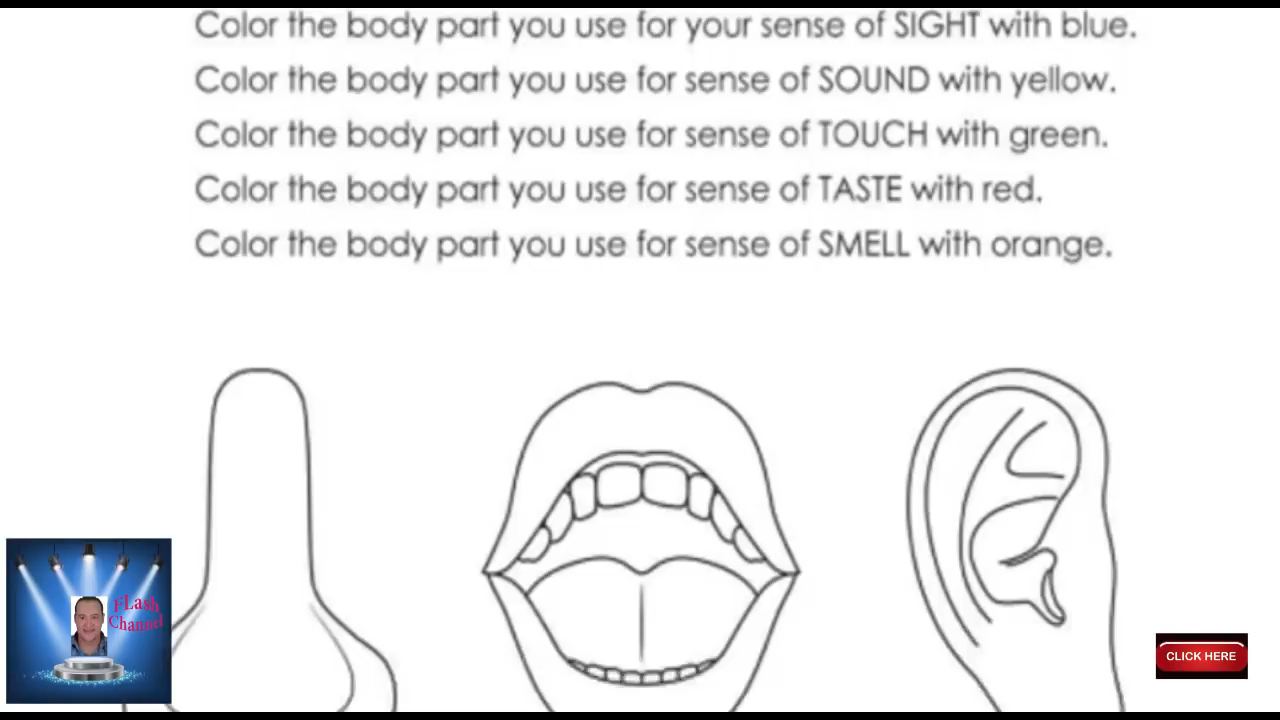 Color the body part you use for your sense of SIGHT with blue.
Color the body part you use for sense of SOUND with yellow.
Color the body part you use for sense of TOUCH with green.
Color the body part you use for sense of TASTE with red.
Color the body part you use for sense of SMELL with orange.
FLash
Channel
CLICK HERE